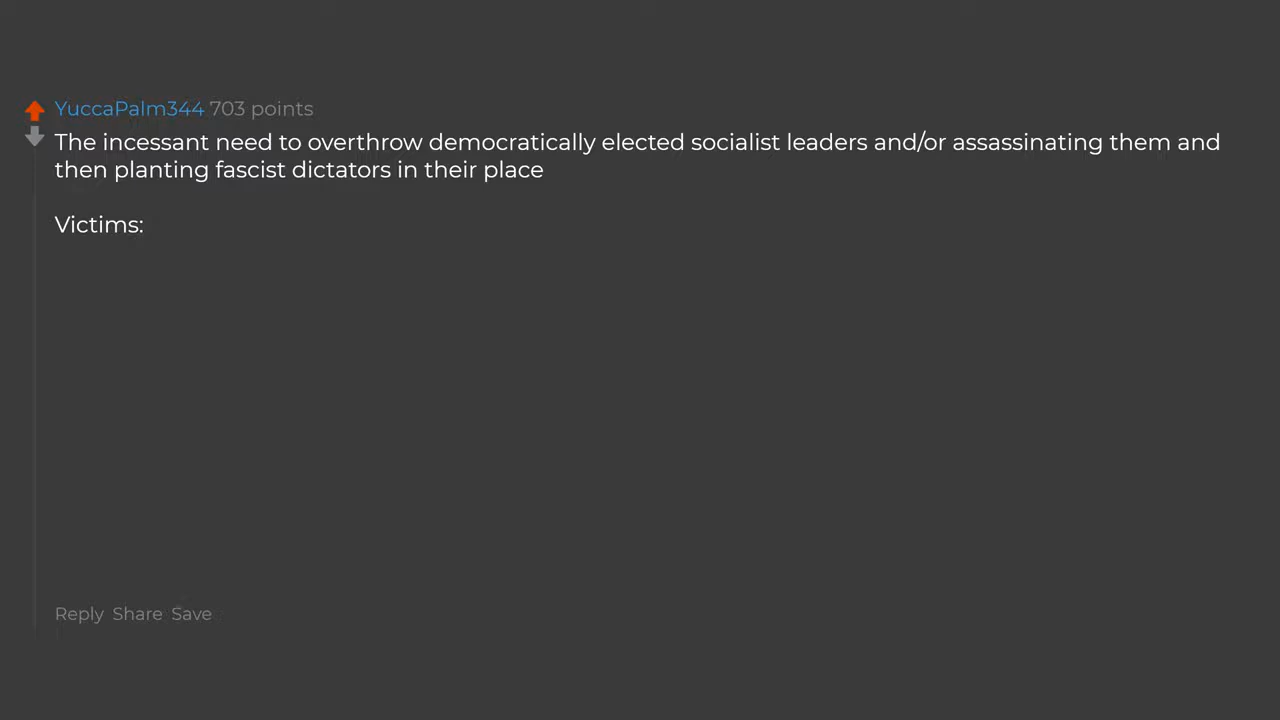 YuccaPalm344 703 points
The incessant need to overthrow democratically elected socialist leaders and/or assassinating them and
then planting fascist dictators in their place
Victims:
Reply Share Save